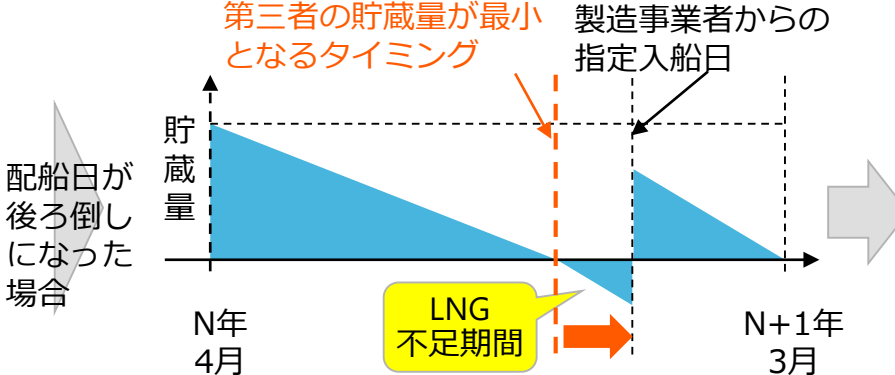 第三者の貯蔵量が最小
となるタイミング
製造事業者からの
指定入船日
貯蔵量
配船日が
後ろ倒し
になった
場合
LNG
不足期間
N年
4月
N+1年
3月